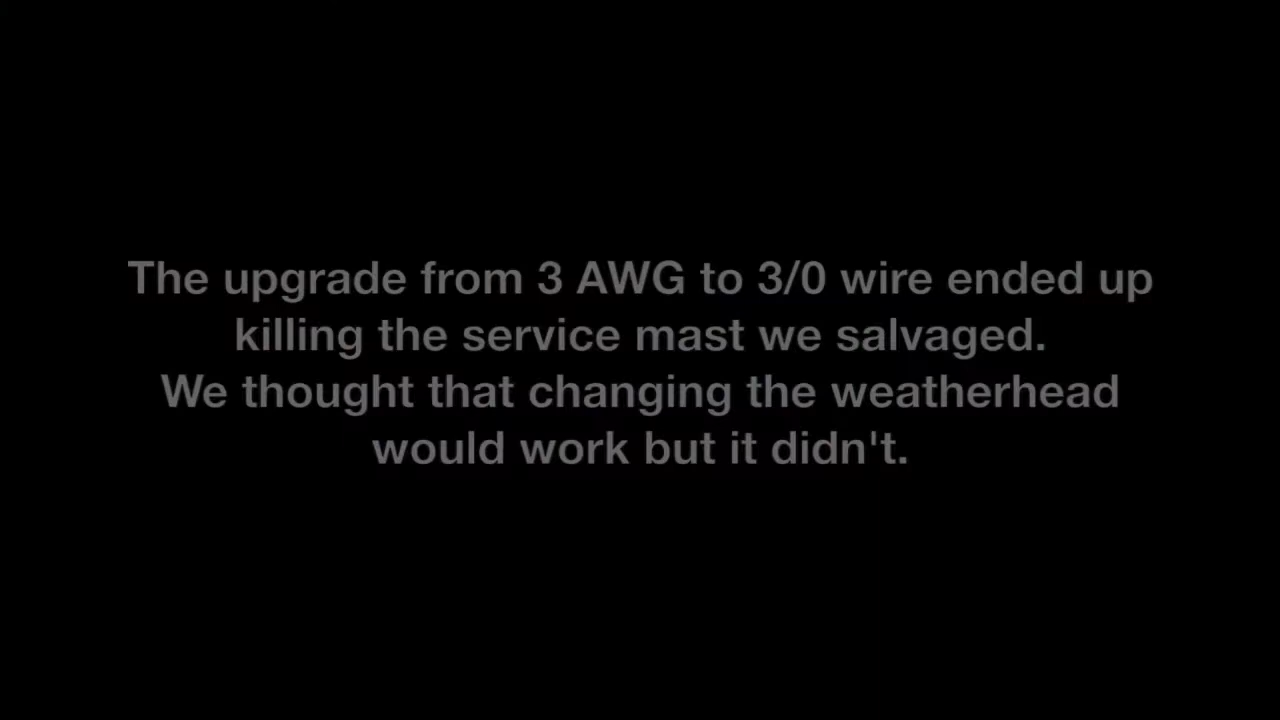 The upgrade from 3 AWG to 3/0 wire ended up
killing the service mast we salvaged.
We thought that changing the weatherhead
would work but it didn't.